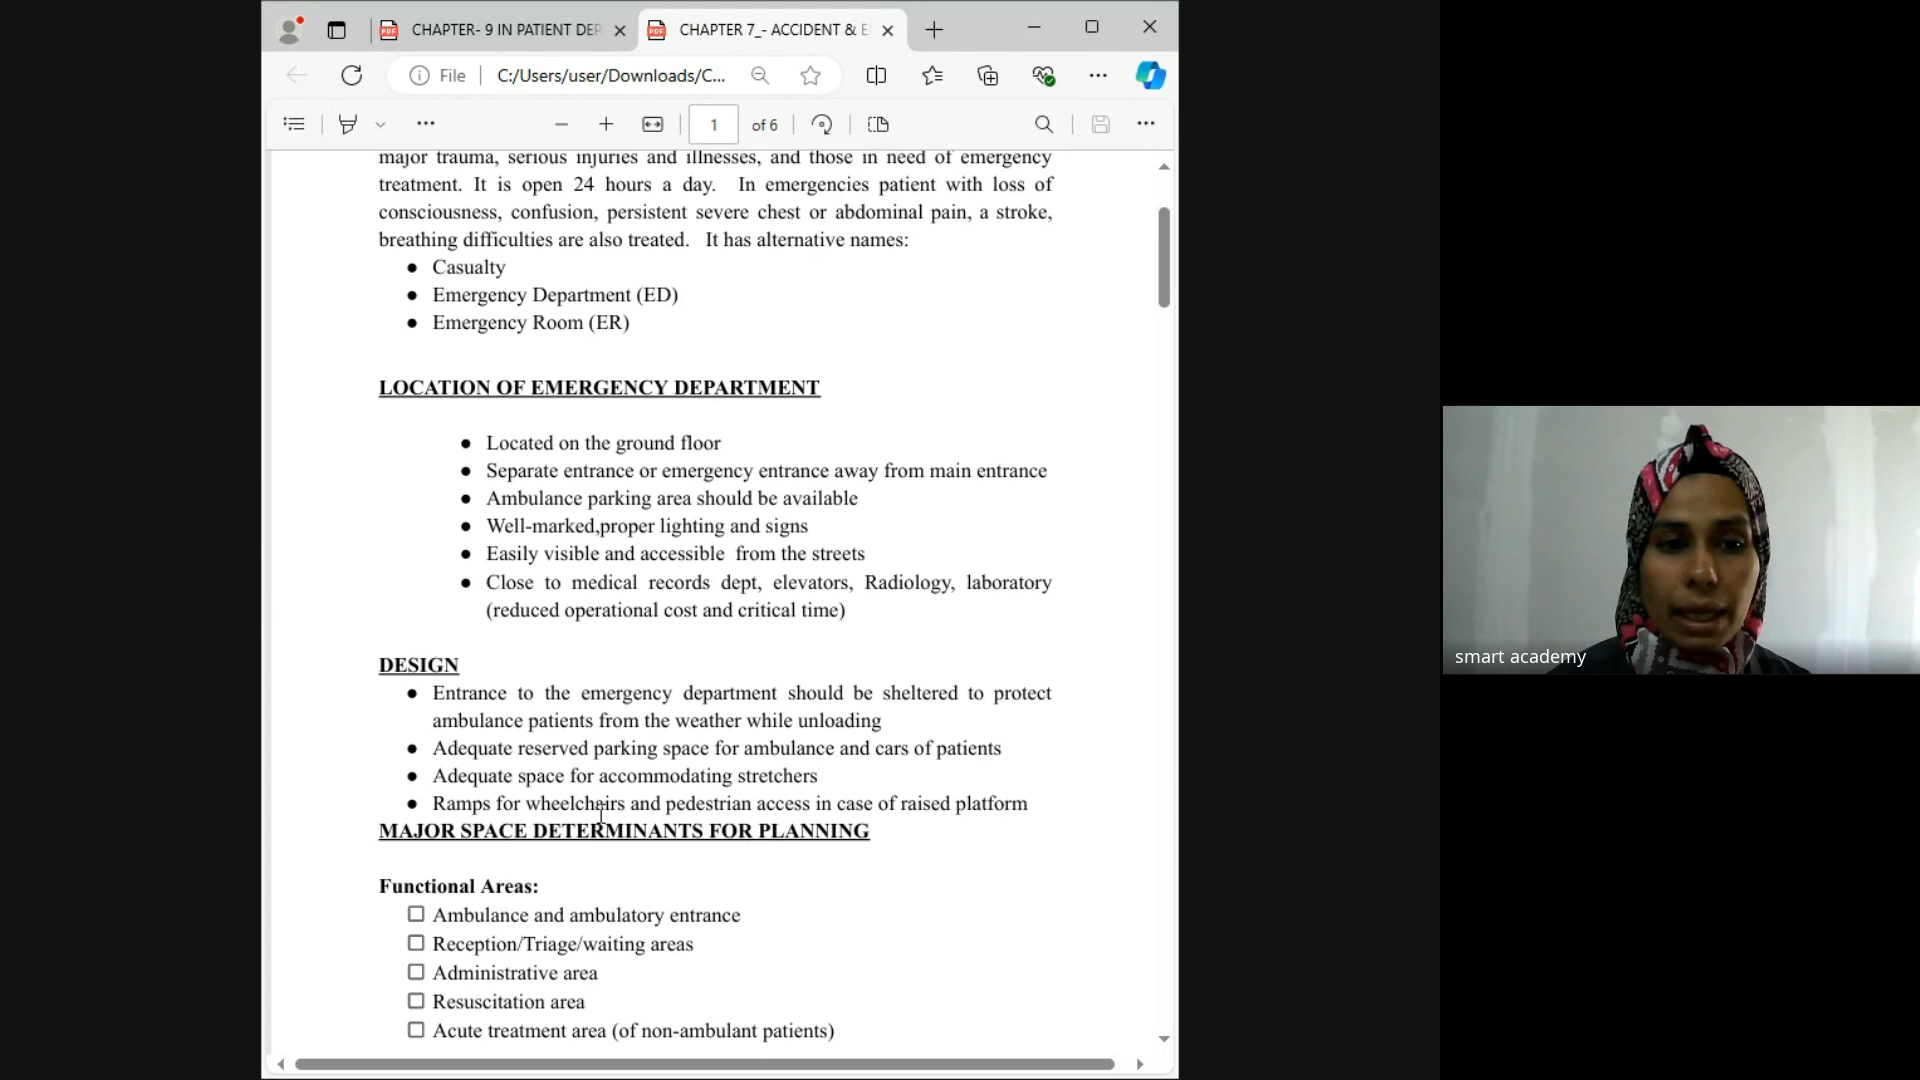 CHAPTER- 9 IN PATIENT DEP
CHAPTER 7_- ACCIDENT & E
File
C:/Users/user/Downloads/C...
1 of 6
major trauma, serious injuries and illnesses, and those in need of emergency
treatment. It is open 24 hours a day. In emergencies patient with loss of
consciousness, confusion, persistent severe chest or abdominal pain, a stroke,
breathing difficulties are also treated. It has alternative names:
● Casualty
● Emergency Department (ED)
● Emergency Room (ER)
LOCATION OF EMERGENCY DEPARTMENT
● Located on the ground floor
● Separate entrance or emergency entrance away from main entrance
● Ambulance parking area should be available
● Well-marked,proper lighting and signs
● Easily visible and accessible from the streets
● Close to medical records dept, elevators, Radiology, laboratory
(reduced operational cost and critical time)
DESIGN
● Entrance to the emergency department should be sheltered to protect
ambulance patients from the weather while unloading
● Adequate reserved parking space for ambulance and cars of patients
● Adequate space for accommodating stretchers
● Ramps for wheelchairs and pedestrian access in case of raised platform
MAJOR SPACE DETERMINANTS FOR PLANNING
Functional Areas:
☐ Ambulance and ambulatory entrance
☐ Reception/Triage/waiting areas
☐ Administrative area
☐ Resuscitation area
☐ Acute treatment area (of non-ambulant patients)
smart academy